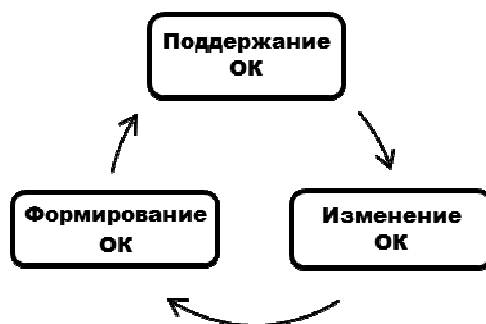 Поддержание
ОК
Формирование
ОК
Изменение
ОК